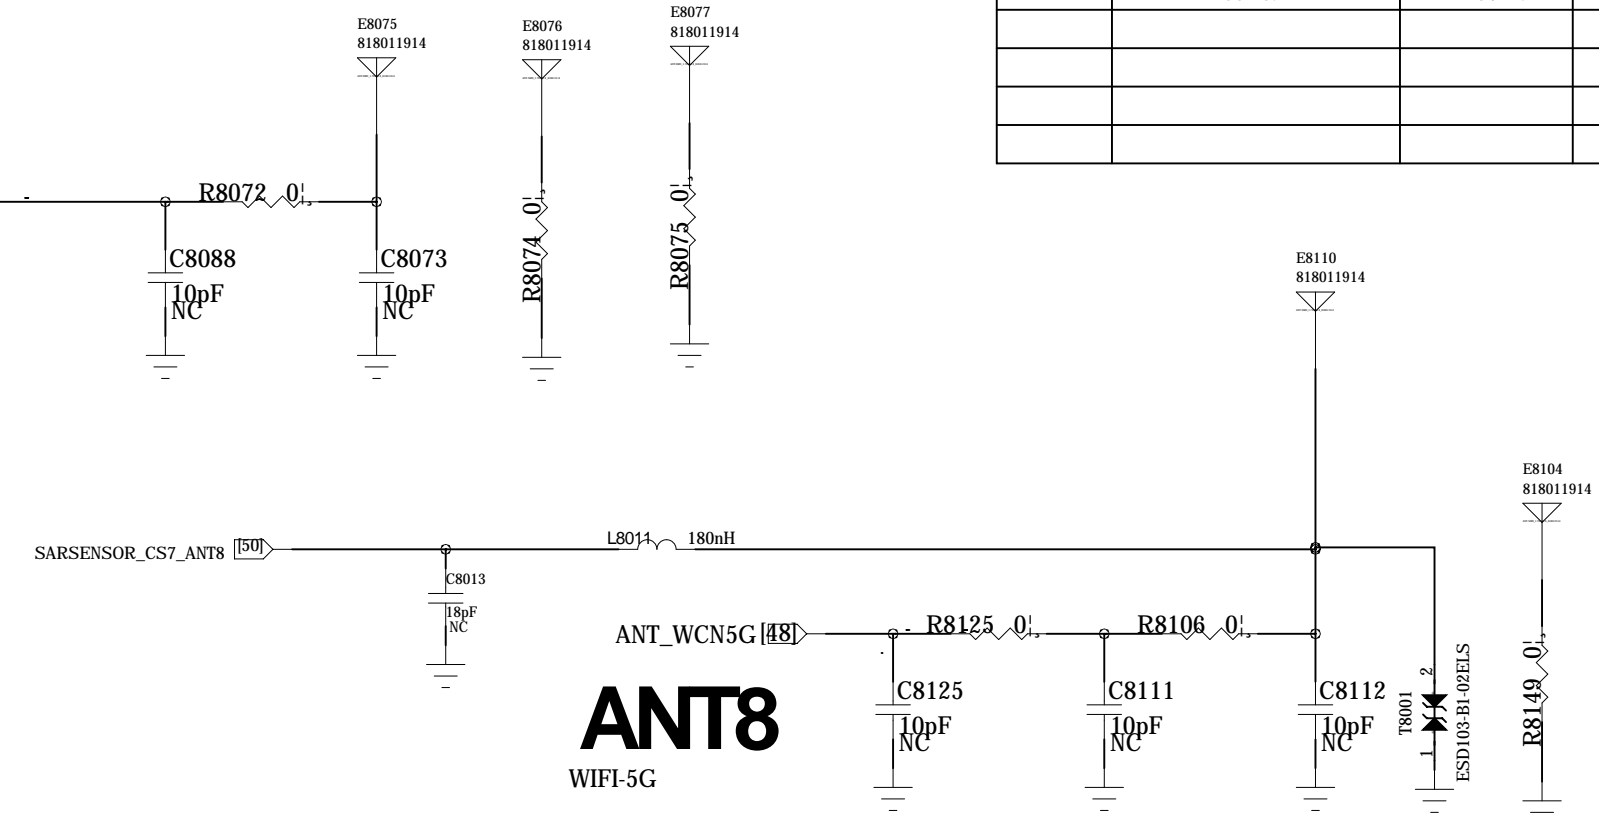 E8075
818011914
E8076
818011914
E8077
818011914
R8072 0
C8088
10pF
NC
C8073
10pF
NC
R8074 0
R8075 0
E8110
818011914
E8104
818011914
SARSENSOR_CS7_ANT8 [50]
L8011 180nH
C8013
18pF
NC
ANT_WCN5G [48]
R8125 0
R8106 0
C8125
10pF
NC
C8111
10pF
NC
C8112
10pF
NC
T8001
2
1
ESD103-B1-02ELS
R8149 0
ANT8
WIFI-5G